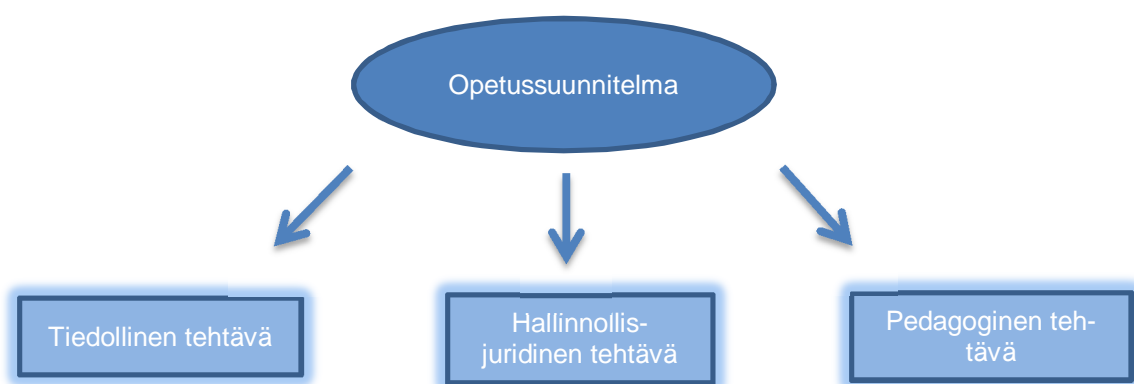 Opetussuunnitelma
Tiedollinen tehtävä
Hallinnollis-
juridinen tehtävä
Pedagoginen teh-
tävä